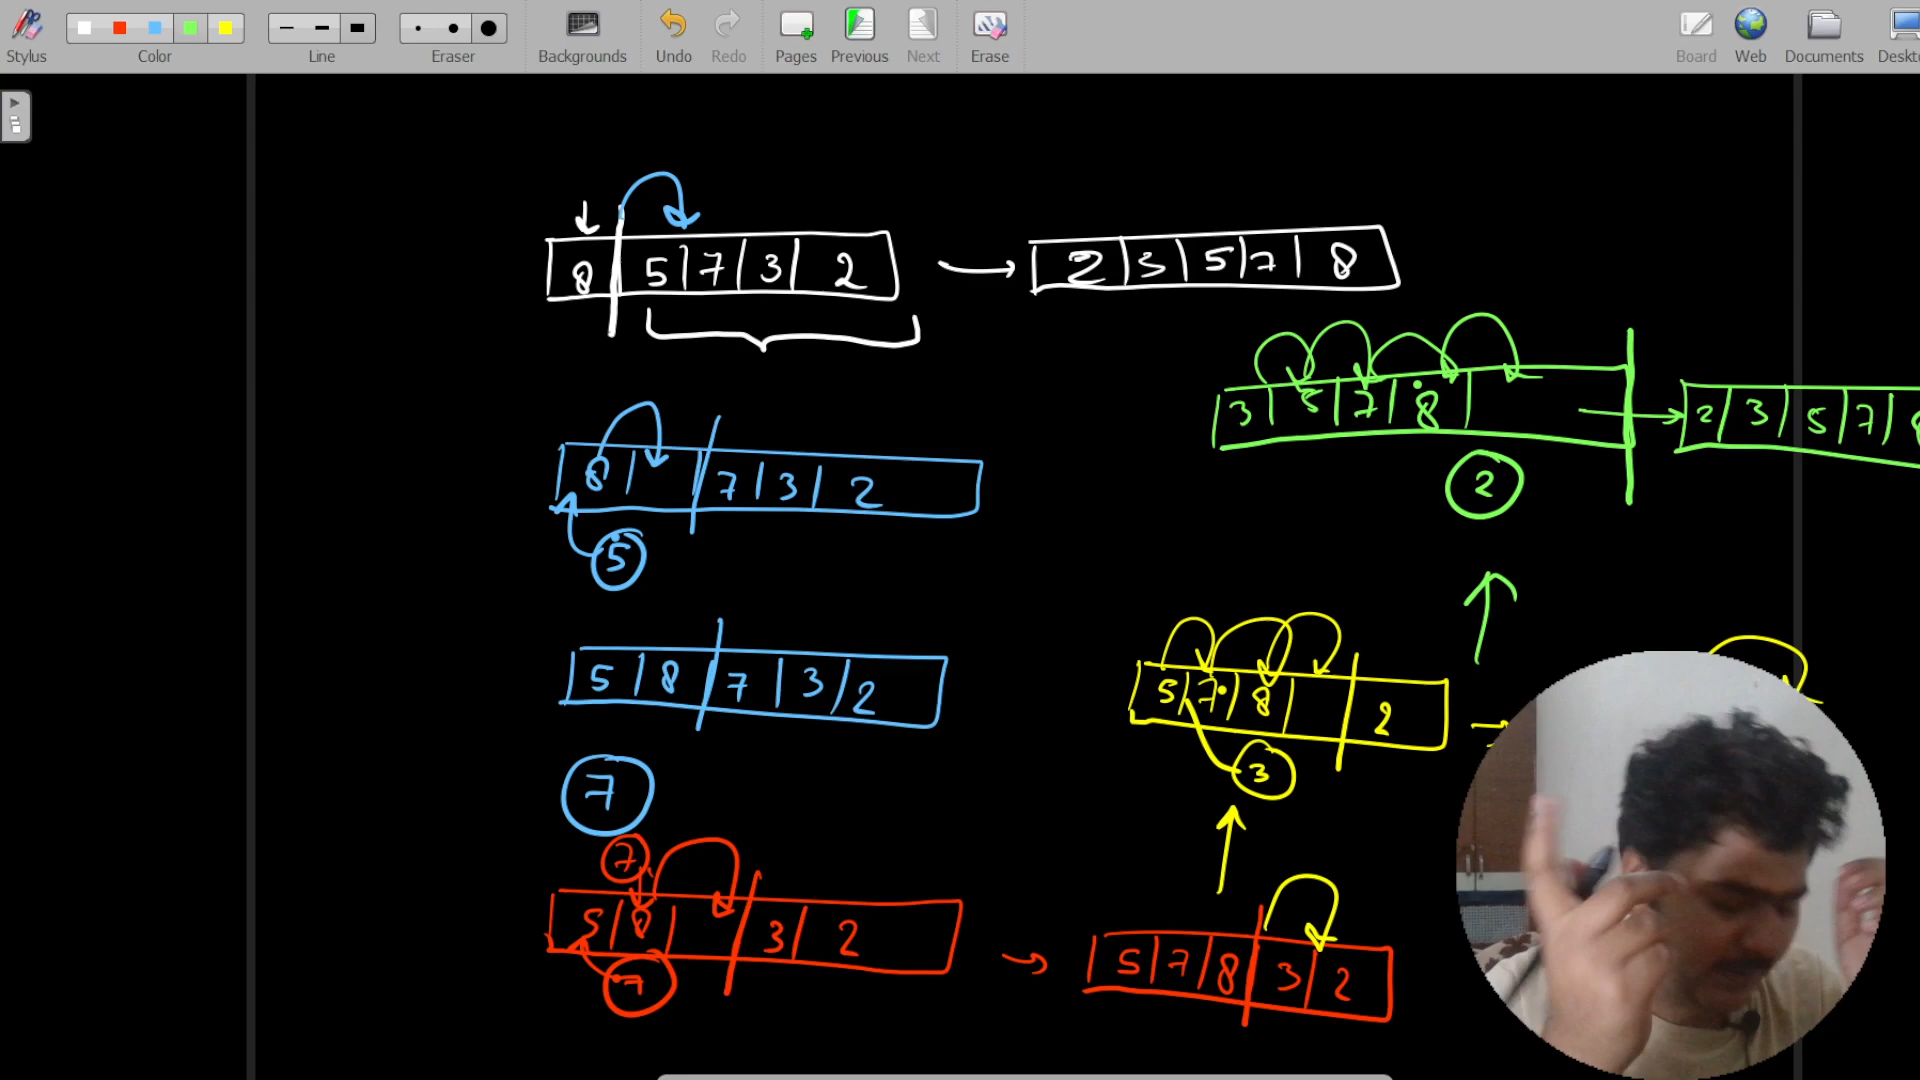 Stylus Color Line Eraser Backgrounds Undo Redo Pages Previous Next Erase Board Web Documents Deskt
8 5 7 3 2 → 2 3 5 7 8
3 5 7 8 → 2 3 5 7 8
2
8 7 3 2
5
5 8 7 3 2
5 7 8 2 →
3
7
7
5 8 3 2 → 5 7 8 3 2
7